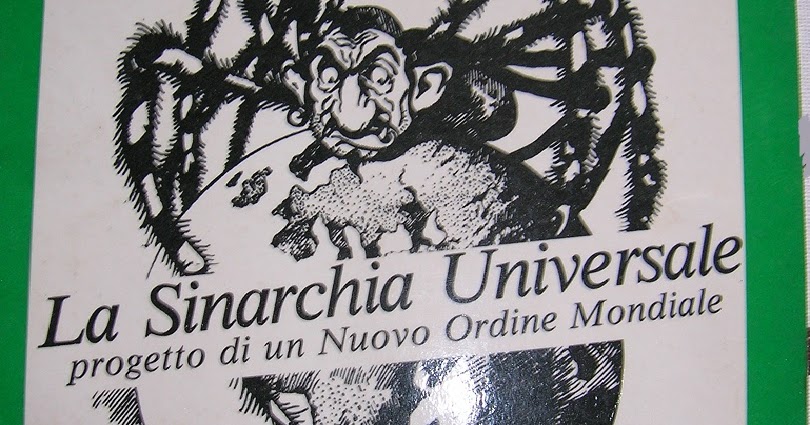 La Sinarchia Universale
progetto di un Nuovo Ordine Mondiale